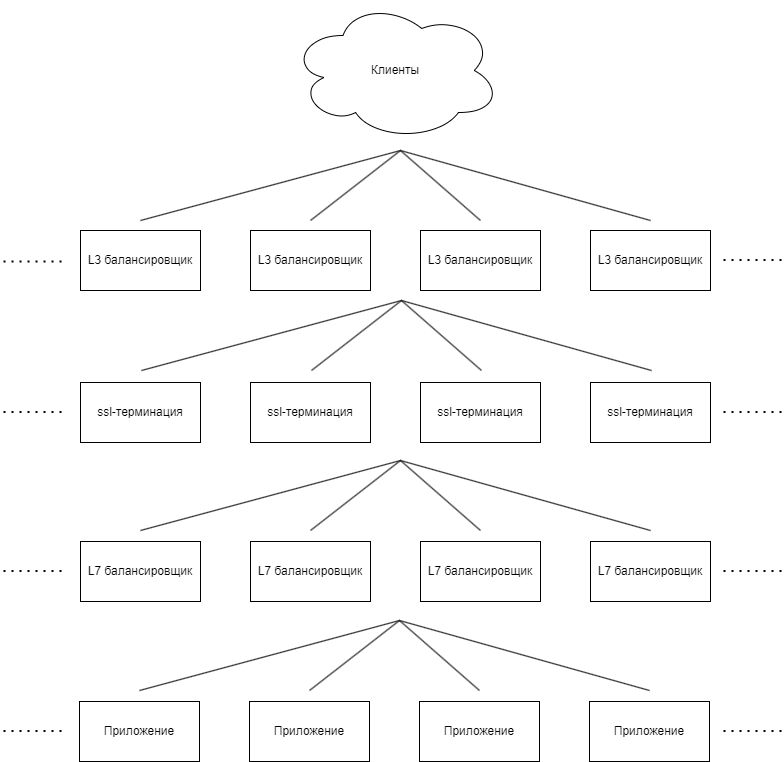 Клиенты
L3 балансировщик L3 балансировщик L3 балансировщик L3 балансировщик
ssl-терминация ssl-терминация ssl-терминация ssl-терминация
L7 балансировщик L7 балансировщик L7 балансировщик L7 балансировщик
Приложение Приложение Приложение Приложение